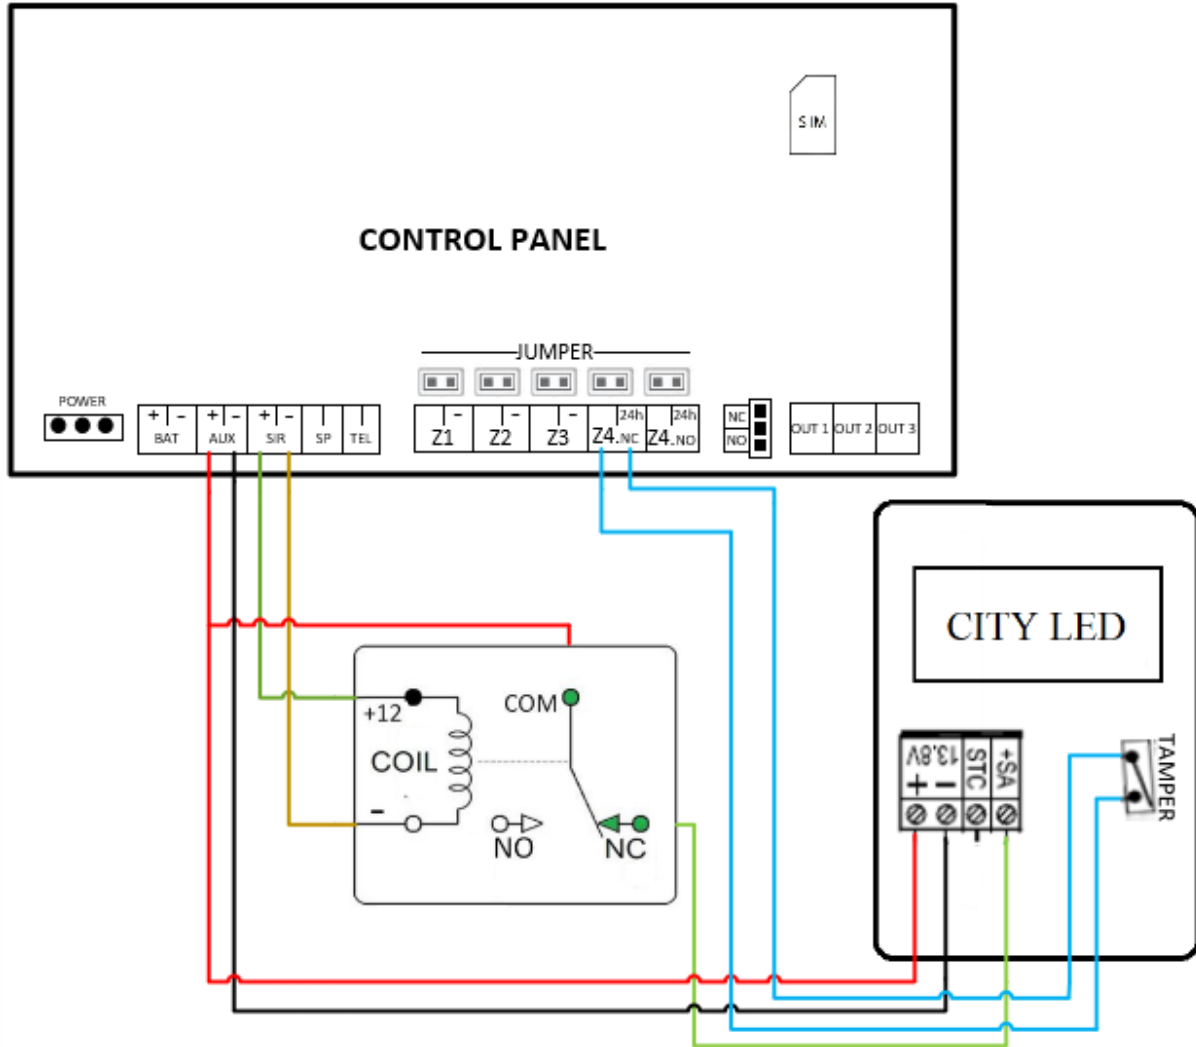 SIM
CONTROL PANEL
JUMPER
POWER
+ - + - + -
BAT AUX SIR SP TEL
- - - 24h 24h
Z1 Z2 Z3 Z4.NC Z4.NO
NC
NO
OUT 1 OUT 2 OUT 3
CITY LED
+12
COIL
-
COM
NO
NC
13.8V
+ -
STC
+SA
TAMPER